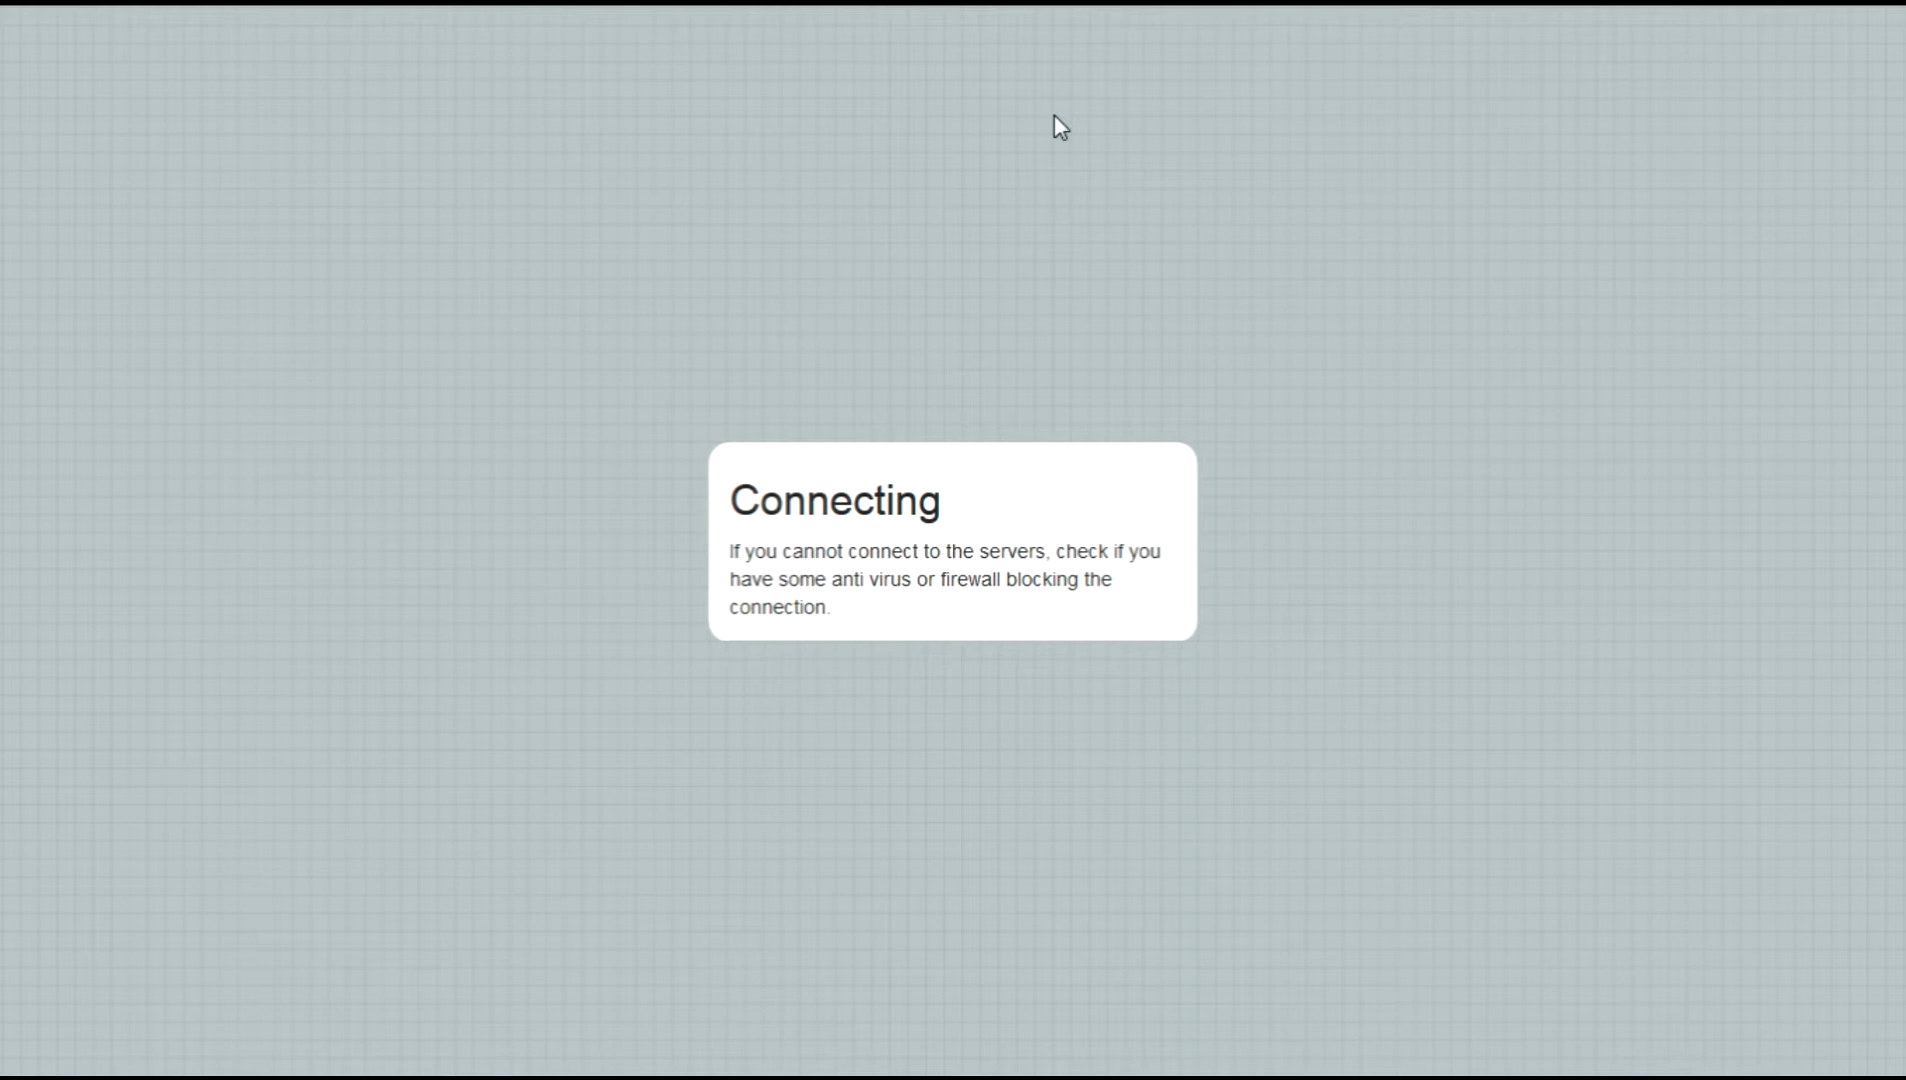 Connecting
If you cannot connect to the servers, check if you
have some anti virus or firewall blocking the
connection.